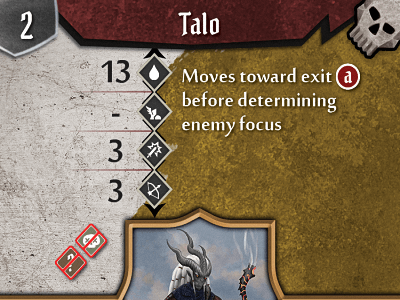 2
Talo
13
-
3
3
Moves toward exit a
before determining
enemy focus